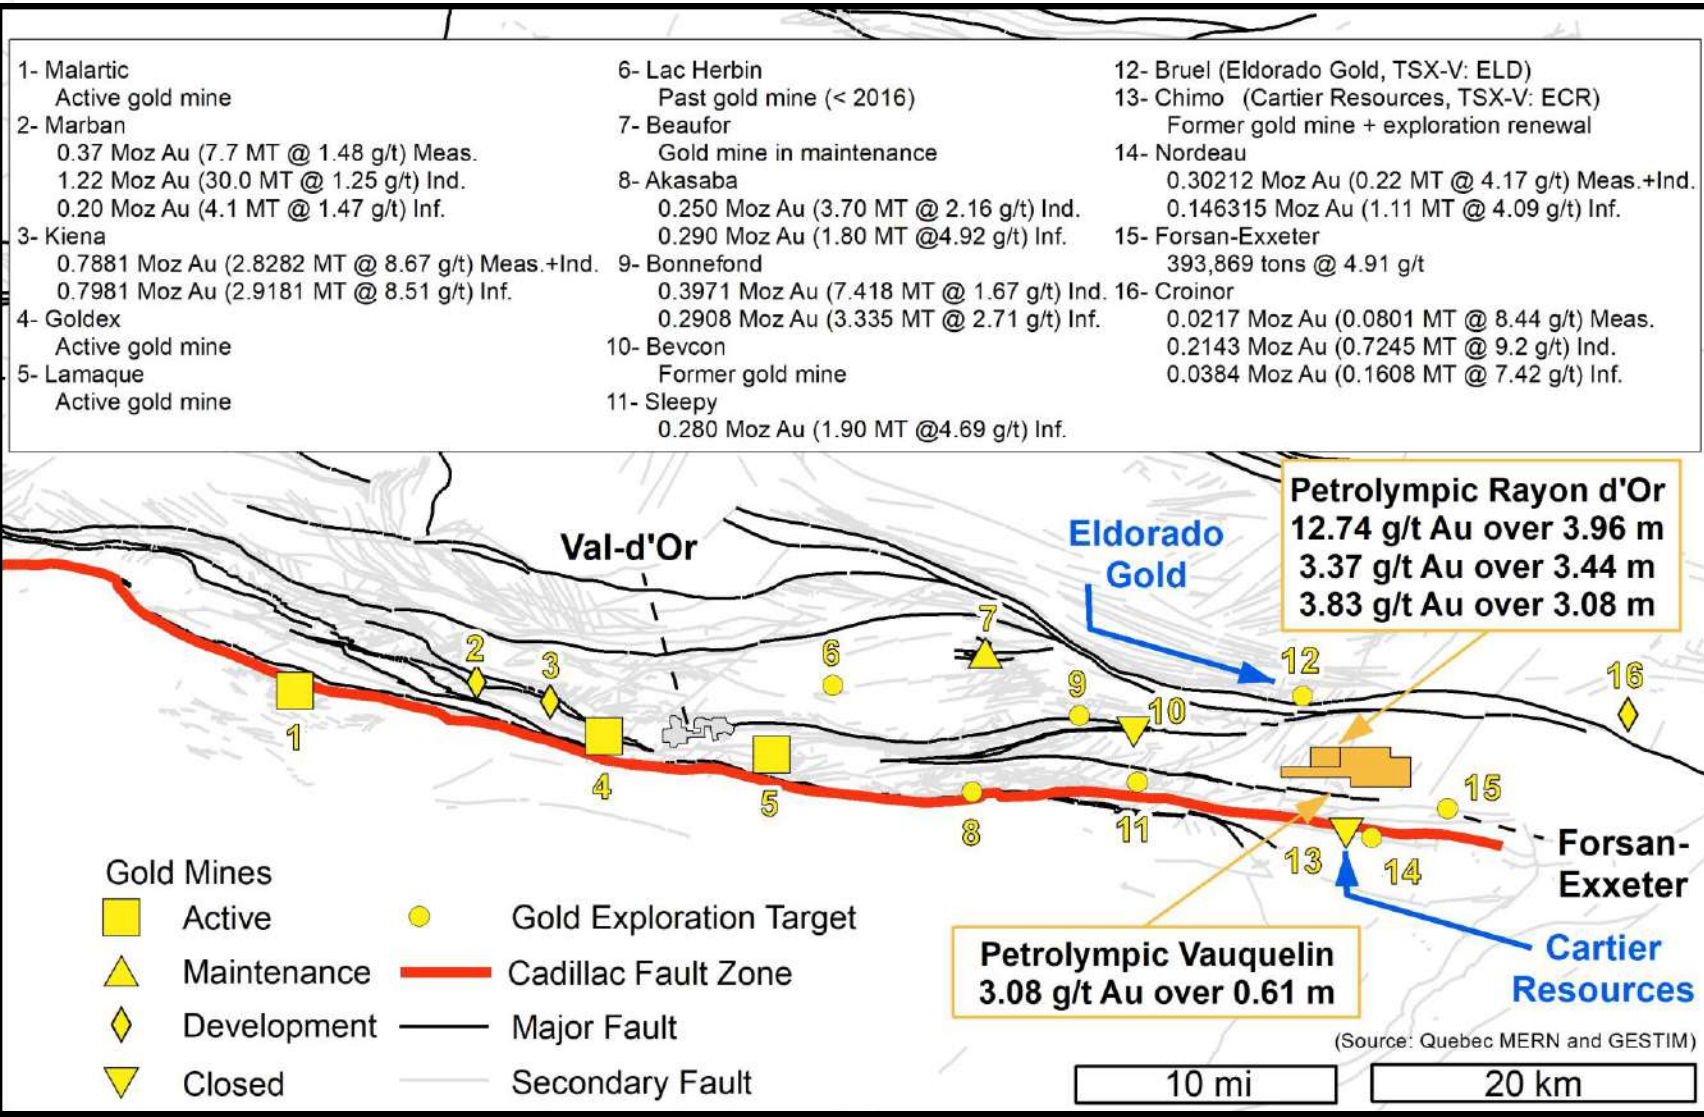 1- Malartic
Active gold mine
2- Marban
0.37 Moz Au (7.7 MT @ 1.48 g/t) Meas.
1.22 Moz Au (30.0 MT @ 1.25 g/t) Ind.
0.20 Moz Au (4.1 MT @ 1.47 g/t) Inf.
3- Kiena
0.7881 Moz Au (2.8282 MT @ 8.67 g/t) Meas.+Ind.
0.7981 Moz Au (2.9181 MT @ 8.51 g/t) Inf.
4- Goldex
Active gold mine
5- Lamaque
Active gold mine
6- Lac Herbin
Past gold mine (< 2016)
7- Beaufor
Gold mine in maintenance
8- Akasaba
0.250 Moz Au (3.70 MT @ 2.16 g/t) Ind.
0.290 Moz Au (1.80 MT @4.92 g/t) Inf.
9- Bonnefond
0.3971 Moz Au (7.418 MT @ 1.67 g/t) Ind.
0.2908 Moz Au (3.335 MT @ 2.71 g/t) Inf.
10- Bevcon
Former gold mine
11- Sleepy
0.280 Moz Au (1.90 MT @4.69 g/t) Inf.
12- Bruel (Eldorado Gold, TSX-V: ELD)
13- Chimo (Cartier Resources, TSX-V: ECR)
Former gold mine + exploration renewal
14- Nordeau
0.30212 Moz Au (0.22 MT @ 4.17 g/t) Meas.+Ind.
0.146315 Moz Au (1.11 MT @ 4.09 g/t) Inf.
15- Forsan-Exxeter
393,869 tons @ 4.91 g/t
16- Croinor
0.0217 Moz Au (0.0801 MT @ 8.44 g/t) Meas.
0.2143 Moz Au (0.7245 MT @ 9.2 g/t) Ind.
0.0384 Moz Au (0.1608 MT @ 7.42 g/t) Inf.
Petrolympic Rayon d'Or
12.74 g/t Au over 3.96 m
3.37 g/t Au over 3.44 m
3.83 g/t Au over 3.08 m
Val-d'Or
Eldorado
Gold
1
2
3
4
5
6
7
8
9
10
11
12
13
14
15
16
Forsan-
Exxeter
Petrolympic Vauquelin
3.08 g/t Au over 0.61 m
Cartier
Resources
Gold Mines
Active
Maintenance
Development
Closed
Gold Exploration Target
Cadillac Fault Zone
Major Fault
Secondary Fault
(Source: Quebec MERN and GESTIM)
10 mi
20 km